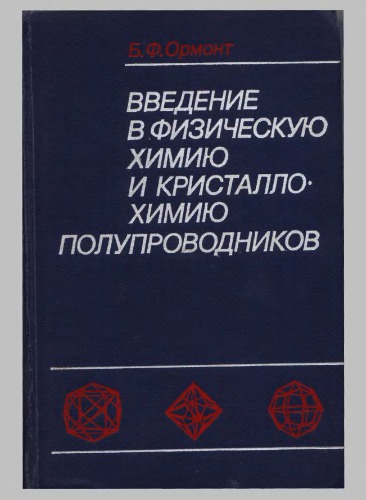 Б.Ф.Ормонт
ВВЕДЕНИЕ
В ФИЗИЧЕСКУЮ
ХИМИЮ
И КРИСТАЛЛО-
ХИМИЮ
ПОЛУПРОВОДНИКОВ